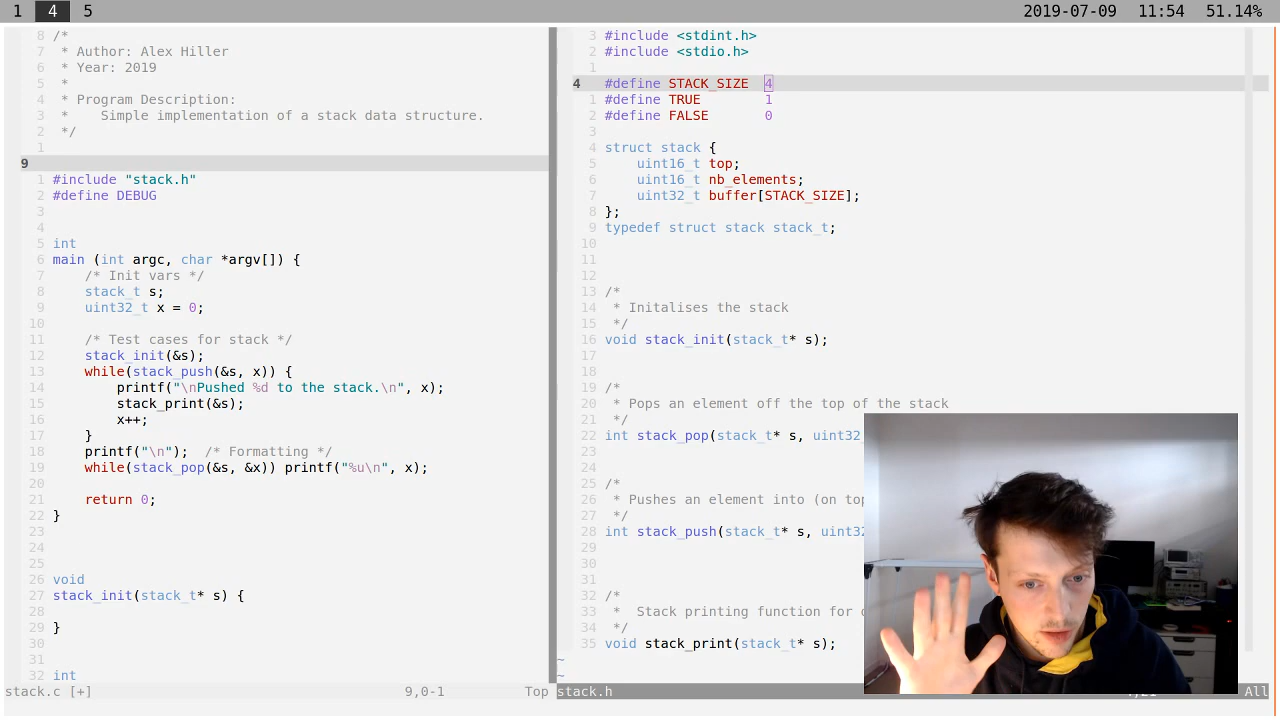 1 4 5 2019-07-09 11:54 51.14%
8 /*
7  * Author: Alex Hiller
6  * Year: 2019
5  *
4  * Program Description:
3  *    Simple implementation of a stack data structure.
2  */
1
9
1 #include "stack.h"
2 #define DEBUG
3
4
5 int
6 main (int argc, char *argv[]) {
7     /* Init vars */
8     stack_t s;
9     uint32_t x = 0;
10
11     /* Test cases for stack */
12     stack_init(&s);
13     while(stack_push(&s, x)) {
14         printf("\nPushed %d to the stack.\n", x);
15         stack_print(&s);
16         x++;
17     }
18     printf("\n");  /* Formatting */
19     while(stack_pop(&s, &x)) printf("%u\n", x);
20
21     return 0;
22 }
23
24
25
26 void
27 stack_init(stack_t* s) {
28
29 }
30
31
32 int
stack.c [+] 9,0-1 Top
3 #include <stdint.h>
2 #include <stdio.h>
1
4 #define STACK_SIZE  4
1 #define TRUE        1
2 #define FALSE       0
3
4 struct stack {
5     uint16_t top;
6     uint16_t nb_elements;
7     uint32_t buffer[STACK_SIZE];
8 };
9 typedef struct stack stack_t;
10
11
12
13 /*
14  * Initalises the stack
15  */
16 void stack_init(stack_t* s);
17
18
19 /*
20  * Pops an element off the top of the stack
21  */
22 int stack_pop(stack_t* s, uint32
23
24
25 /*
26  * Pushes an element into (on top
27  */
28 int stack_push(stack_t* s, uint32
29
30
31
32 /*
33  *  Stack printing function for
34  */
35 void stack_print(stack_t* s);
~
~
stack.h All